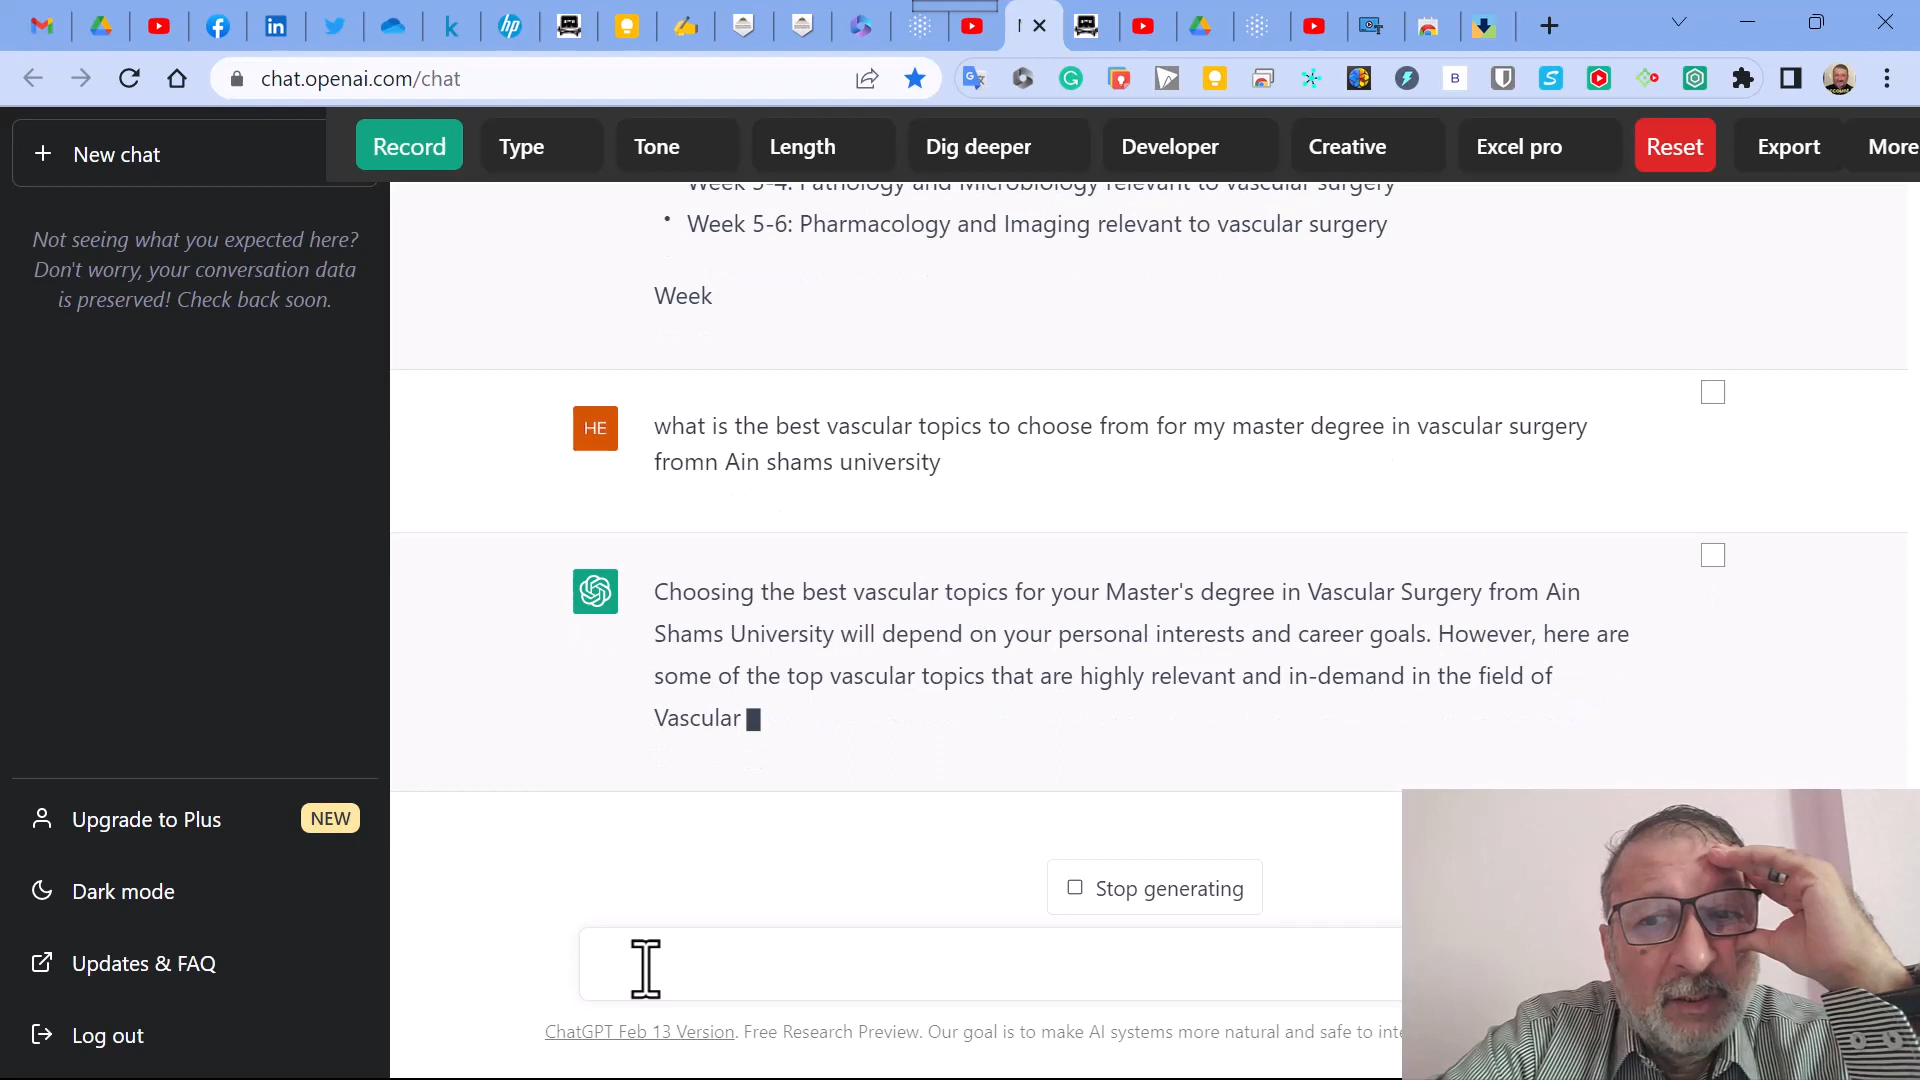 chat.openai.com/chat
New chat
Record
Type
Tone
Length
Dig deeper
Developer
Creative
Excel pro
Reset
Export
More
Not seeing what you expected here?
Don't worry, your conversation data
is preserved! Check back soon.
Pathology and Microbiology relevant to vascular surgery
• Week 5-6: Pharmacology and Imaging relevant to vascular surgery
Week
HE
what is the best vascular topics to choose from for my master degree in vascular surgery
fromn Ain shams university
Choosing the best vascular topics for your Master's degree in Vascular Surgery from Ain
Shams University will depend on your personal interests and career goals. However, here are
some of the top vascular topics that are highly relevant and in-demand in the field of
Vascular
Upgrade to Plus
NEW
Dark mode
Updates & FAQ
Log out
Stop generating
ChatGPT Feb 13 Version. Free Research Preview. Our goal is to make AI systems more natural and safe to